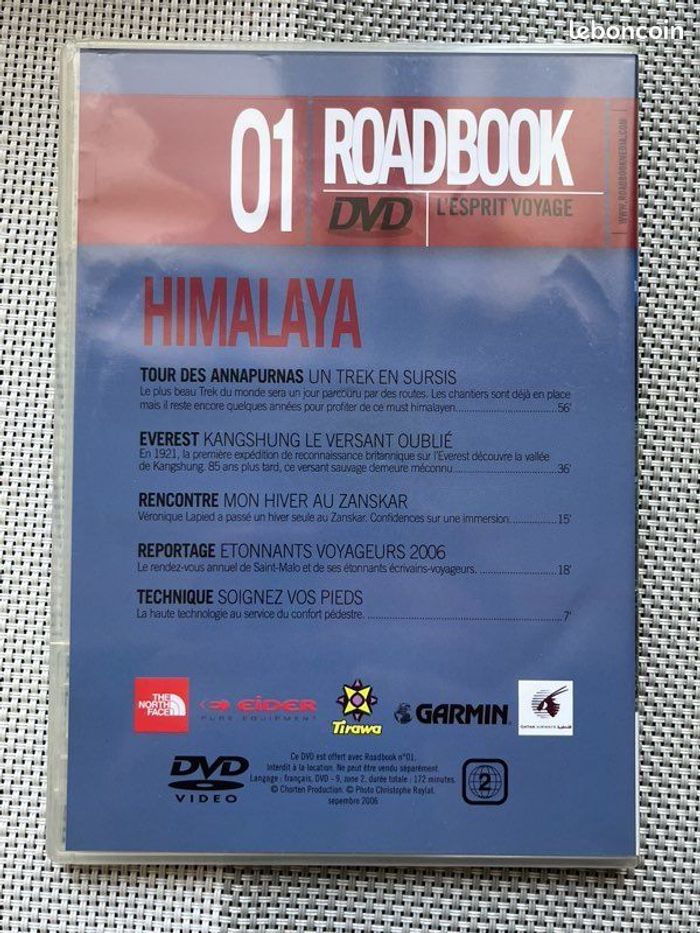 leboncoin
01 ROADBOOK
DVD L'ESPRIT VOYAGE
WWW.ROADBOOKMEDIA.COM
HIMALAYA
TOUR DES ANNAPURNAS UN TREK EN SURSIS
Le plus beau Trek du monde sera un jour parcouru par des routes. Les chantiers sont déjà en place
mais il reste encore quelques années pour profiter de ce must himalayen................................56'
EVEREST KANGSHUNG LE VERSANT OUBLIÉ
En 1921, la première expédition de reconnaissance britannique sur l'Everest découvre la vallée
de Kangshung. 85 ans plus tard, ce versant sauvage demeure méconnu................................36'
RENCONTRE MON HIVER AU ZANSKAR
Véronique Lapied a passé un hiver seule au Zanskar. Confidences sur une immersion....................15'
REPORTAGE ETONNANTS VOYAGEURS 2006
Le rendez-vous annuel de Saint-Malo et de ses étonnants écrivains-voyageurs. ..........................18'
TECHNIQUE SOIGNEZ VOS PIEDS
La haute technologie au service du confort pédestre. ......................................................7'
THE
NORTH
FACE
EIDER
PURE EQUIPMENT
Tirawa
GARMIN
QATAR AIRWAYS القطرية
DVD
VIDEO
Ce DVD est offert avec Roadbook n°01.
Interdit à la location. Ne peut être vendu séparément.
Langage : français, DVD - 9, zone 2, durée totale : 172 minutes.
© Chorten Production. © Photo Christophe Raylat.
sepembre 2006
2